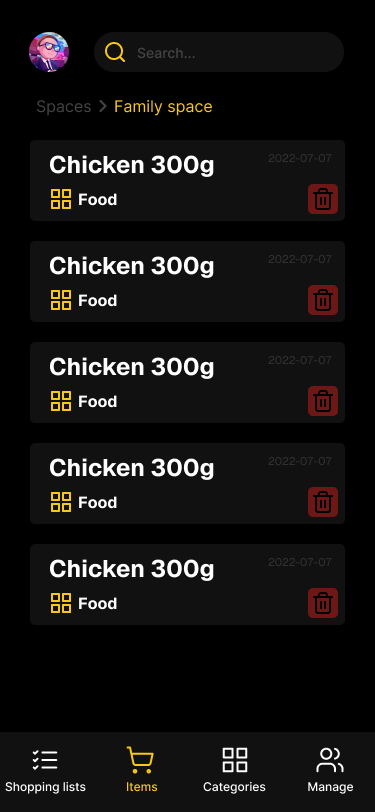 Search...
Spaces > Family space
Chicken 300g
2022-07-07
Food
Chicken 300g
2022-07-07
Food
Chicken 300g
2022-07-07
Food
Chicken 300g
2022-07-07
Food
Chicken 300g
2022-07-07
Food
Shopping lists
Items
Categories
Manage